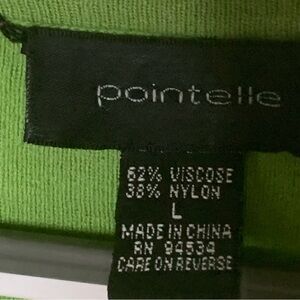 pointelle
62% VISCOSE
38% NYLON
L
MADE IN CHINA
RN 94534
CARE ON REVERSE